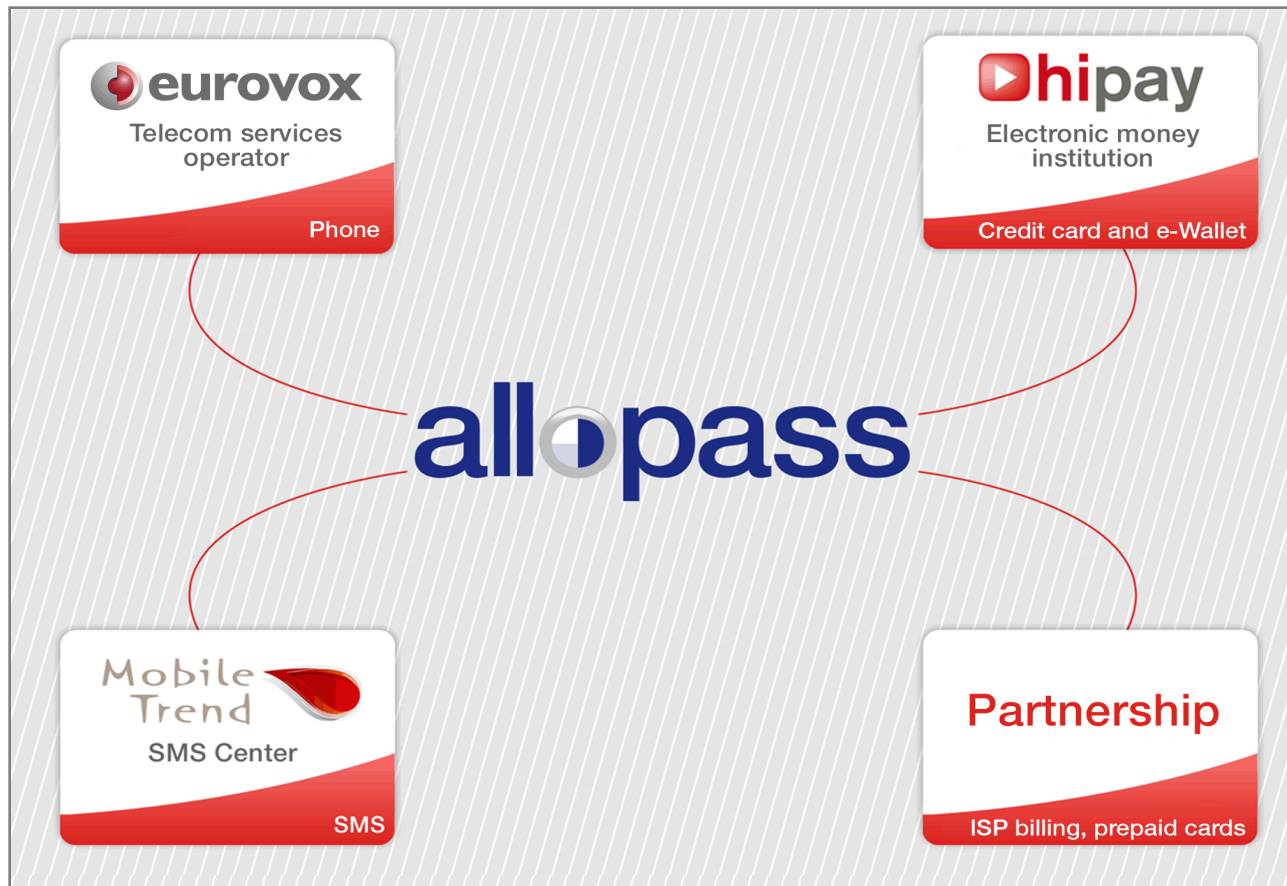 eurovox
Telecom services
operator
Phone
hipay
Electronic money
institution
Credit card and e-Wallet
allopass
Mobile
Trend
SMS Center
SMS
Partnership
ISP billing, prepaid cards